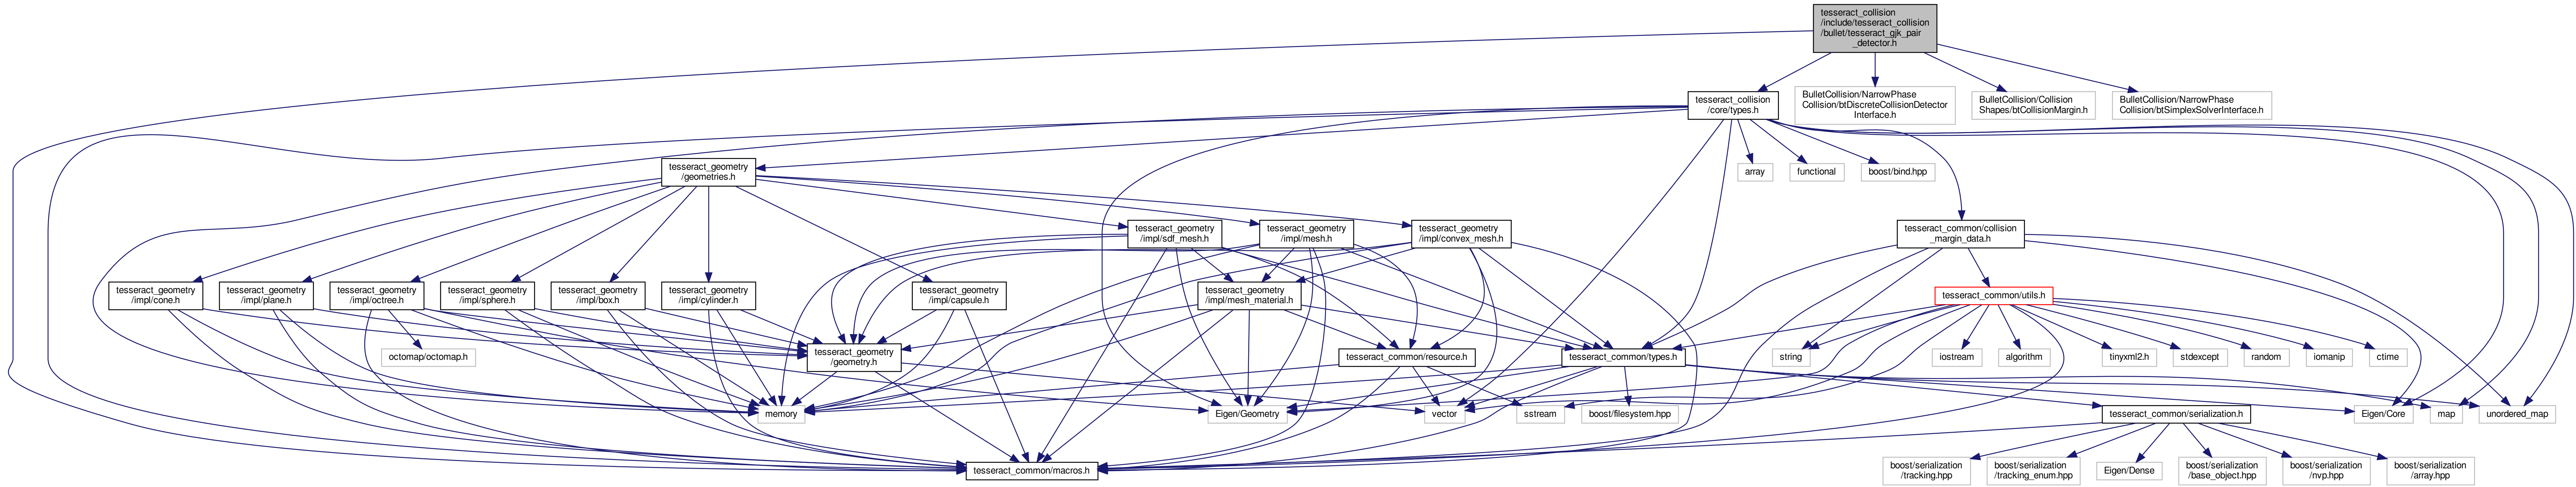 tesseract_collision
/include/tesseract_collision
/bullet/tesseract_gjk_pair
_detector.h
tesseract_collision
/core/types.h
BulletCollision/NarrowPhase
Collision/btDiscreteCollisionDetector
Interface.h
BulletCollision/Collision
Shapes/btCollisionMargin.h
BulletCollision/NarrowPhase
Collision/btSimplexSolverInterface.h
tesseract_geometry
/geometries.h
array
functional
boost/bind.hpp
tesseract_geometry
/impl/sdf_mesh.h
tesseract_geometry
/impl/mesh.h
tesseract_geometry
/impl/convex_mesh.h
tesseract_common/collision
_margin_data.h
tesseract_geometry
/impl/cone.h
tesseract_geometry
/impl/plane.h
tesseract_geometry
/impl/octree.h
tesseract_geometry
/impl/sphere.h
tesseract_geometry
/impl/box.h
tesseract_geometry
/impl/cylinder.h
tesseract_geometry
/impl/capsule.h
tesseract_geometry
/impl/mesh_material.h
tesseract_common/utils.h
octomap/octomap.h
tesseract_geometry
/geometry.h
tesseract_common/resource.h
tesseract_common/types.h
string
iostream
algorithm
tinyxml2.h
stdexcept
random
iomanip
ctime
memory
Eigen/Geometry
vector
sstream
boost/filesystem.hpp
tesseract_common/serialization.h
Eigen/Core
map
unordered_map
tesseract_common/macros.h
boost/serialization
/tracking.hpp
boost/serialization
/tracking_enum.hpp
Eigen/Dense
boost/serialization
/base_object.hpp
boost/serialization
/nvp.hpp
boost/serialization
/array.hpp